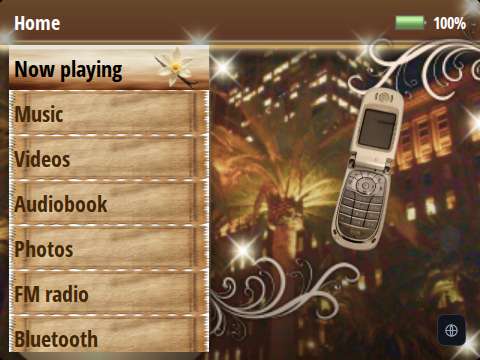 Home
100%
Now playing
Music
Videos
Audiobook
Photos
FM radio
Bluetooth